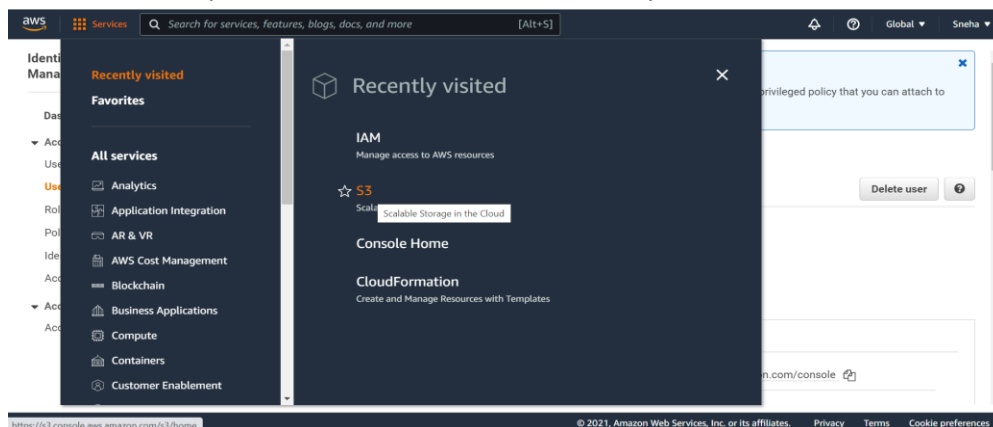 aws Services Search for services, features, blogs, docs, and more [Alt+S] Global ▼ Sneha ▼
Identi
Mana
Recently visited
Favorites
All services
Analytics
Application Integration
AR & VR
AWS Cost Management
Blockchain
Business Applications
Compute
Containers
Customer Enablement
Recently visited
IAM
Manage access to AWS resources
S3
Scala
Scalable Storage in the Cloud
Console Home
CloudFormation
Create and Manage Resources with Templates
Das
Acc
Use
Use
Rol
Pol
Ide
Acc
Acc
Acc
privileged policy that you can attach to
Delete user
n.com/console
https://s3.console.aws.amazon.com/s3/home
© 2021, Amazon Web Services, Inc. or its affiliates. Privacy Terms Cookie preferences